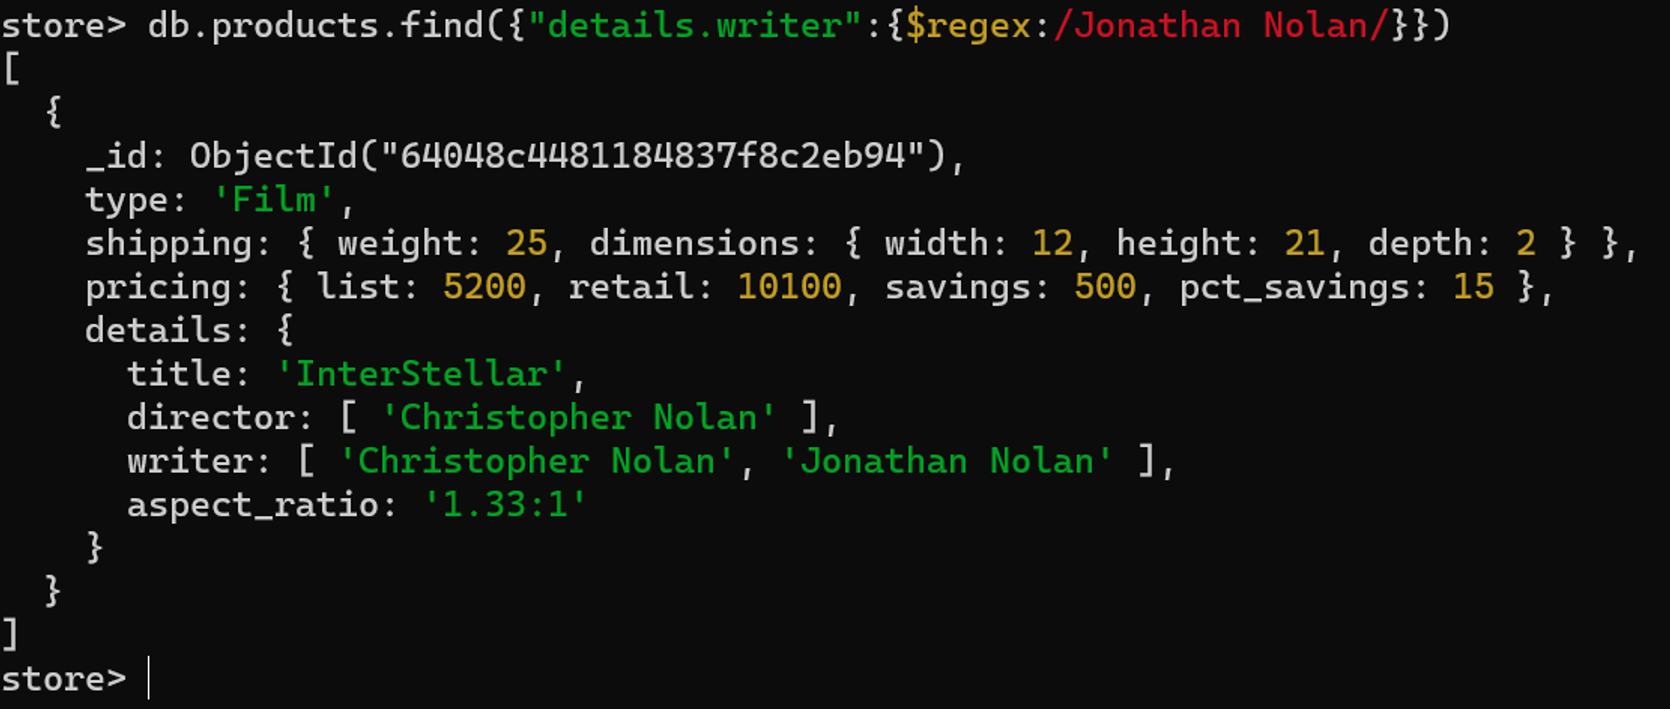 store> db.products.find({"details.writer":{$regex:/Jonathan Nolan/}})
[
  {
    _id: ObjectId("64048c4481184837f8c2eb94"),
    type: 'Film',
    shipping: { weight: 25, dimensions: { width: 12, height: 21, depth: 2 } },
    pricing: { list: 5200, retail: 10100, savings: 500, pct_savings: 15 },
    details: {
      title: 'InterStellar',
      director: [ 'Christopher Nolan' ],
      writer: [ 'Christopher Nolan', 'Jonathan Nolan' ],
      aspect_ratio: '1.33:1'
    }
  }
]
store>